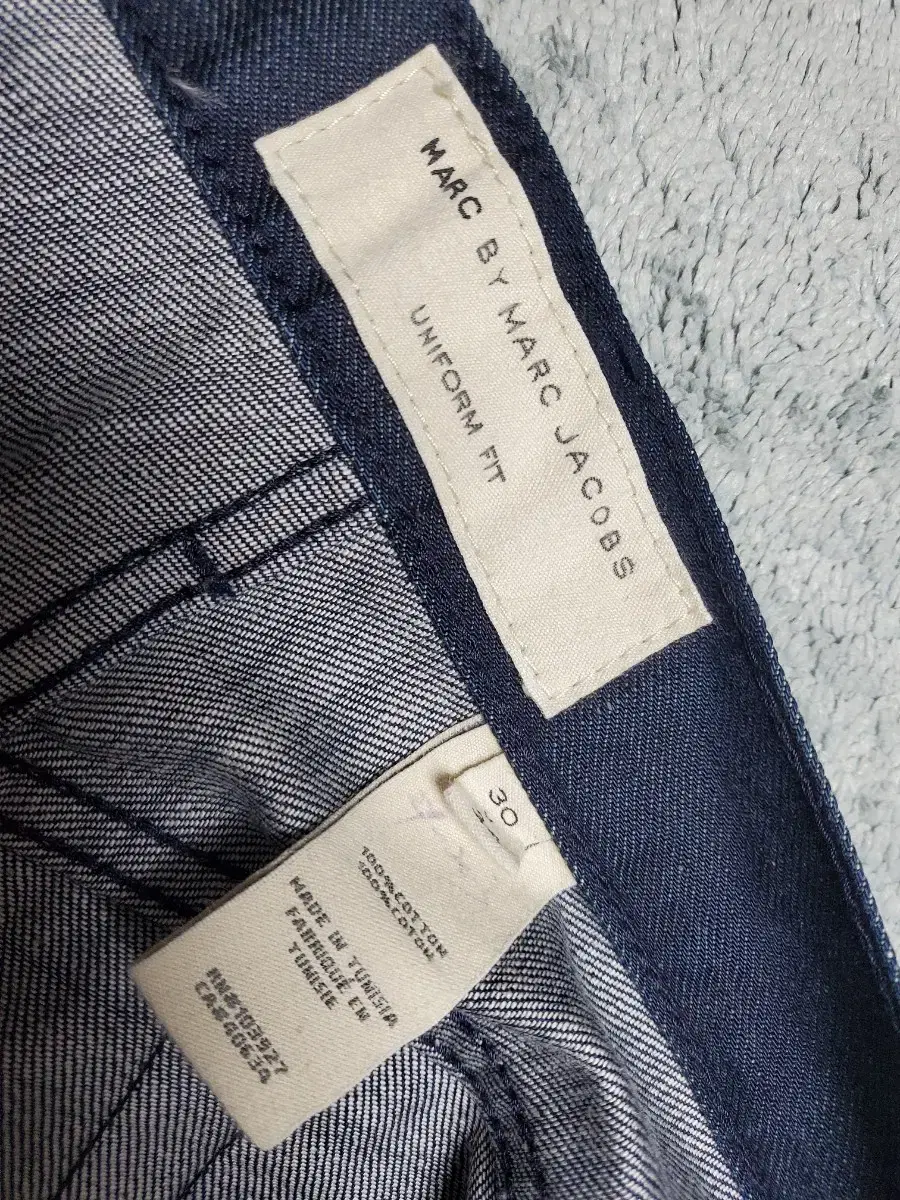 MARC BY MARC JACOBS
UNIFORM FIT
30
100%COTTON
100%COTON
MADE IN TUNISIA
FABRIQUÉ EN
TUNISIE
RN#103927
CA#40634